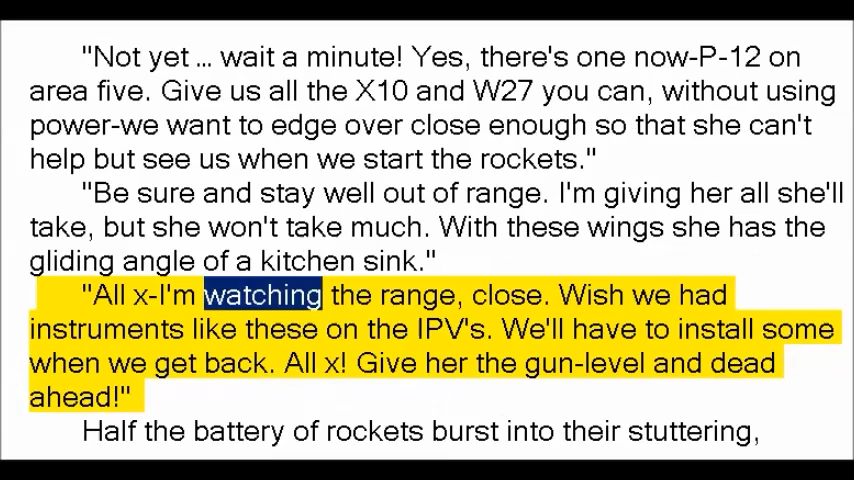 "Not yet ... wait a minute! Yes, there's one now-P-12 on
area five. Give us all the X10 and W27 you can, without using
power-we want to edge over close enough so that she can't
help but see us when we start the rockets."
"Be sure and stay well out of range. I'm giving her all she'll
take, but she won't take much. With these wings she has the
gliding angle of a kitchen sink."
"All x-I'm watching the range, close. Wish we had
instruments like these on the IPV's. We'll have to install some
when we get back. All x! Give her the gun-level and dead
ahead!"
Half the battery of rockets burst into their stuttering,